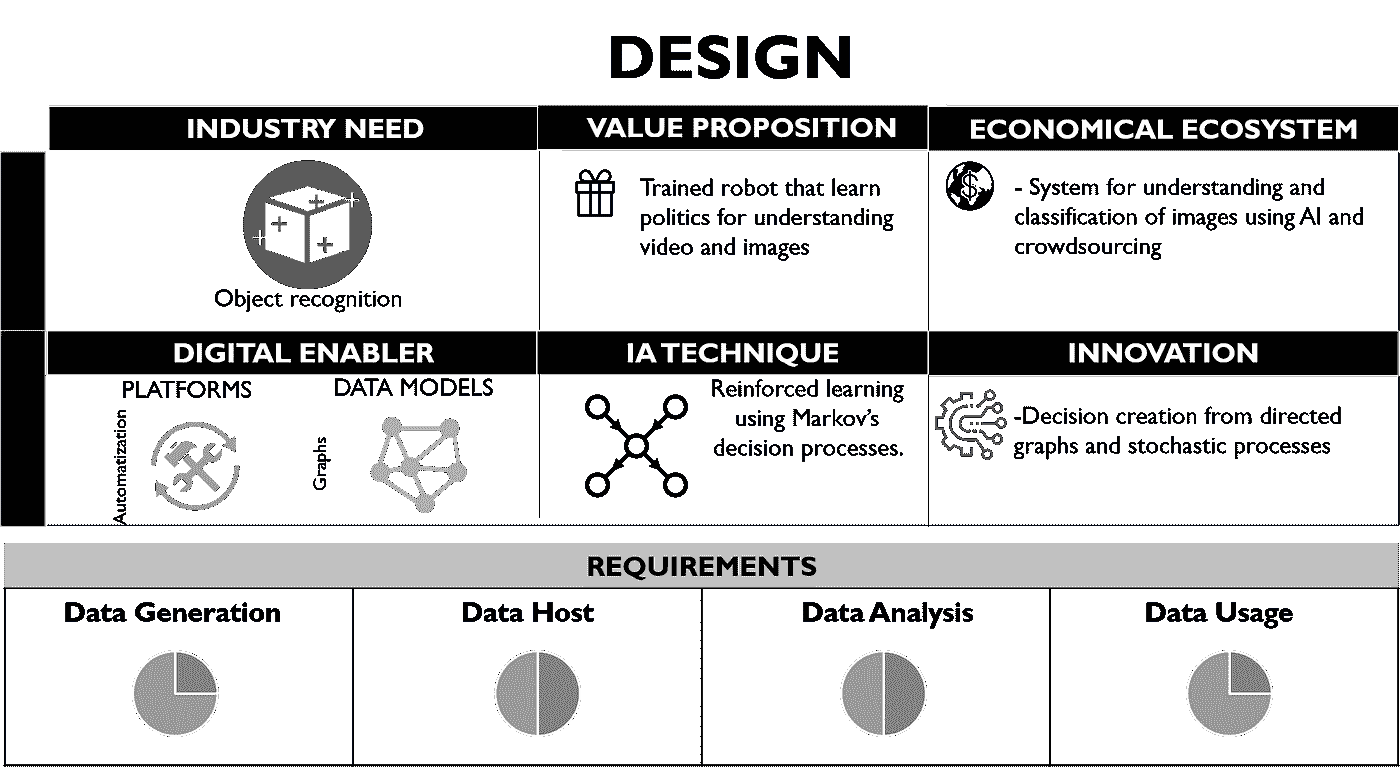 DESIGN
INDUSTRY NEED
VALUE PROPOSITION
ECONOMICAL ECOSYSTEM
Object recognition
Trained robot that learn
politics for understanding
video and images
- System for understanding and
classification of images using AI and
crowdsourcing
DIGITAL ENABLER
IA TECHNIQUE
INNOVATION
PLATFORMS
Automatization
DATA MODELS
Graphs
Reinforced learning
using Markov's
decision processes.
-Decision creation from directed
graphs and stochastic processes
REQUIREMENTS
Data Generation
Data Host
Data Analysis
Data Usage